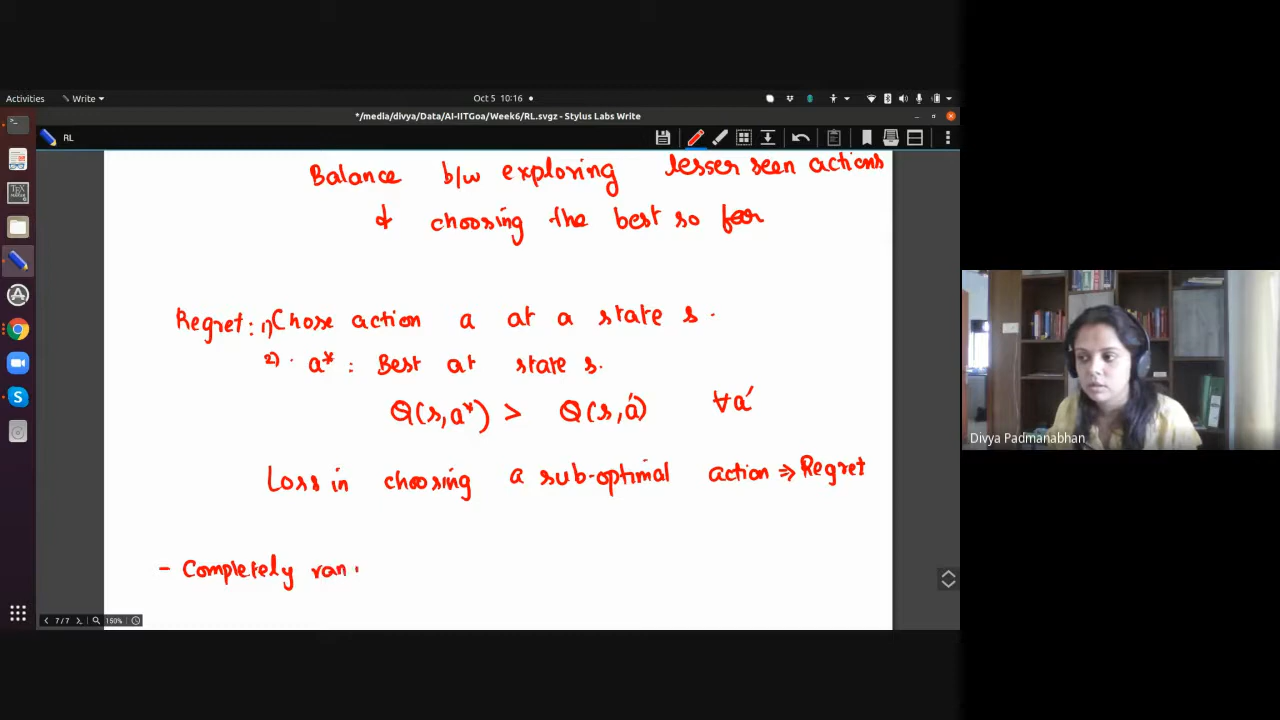 Activities Write Oct 5 10:16
*/media/divya/Data/AI-IITGoa/Week6/RL.svgz - Stylus Labs Write
RL
Balance b/w exploring lesser seen actions
& choosing the best so far
Regret: 1) Chose action a at a state s.
2) · a* : Best at state s.
Q(s,a*) > Q(s,a') ∀a'
Loss in choosing a sub-optimal action ⇒ Regret
- Completely ran
7/7 150%
Divya Padmanabhan